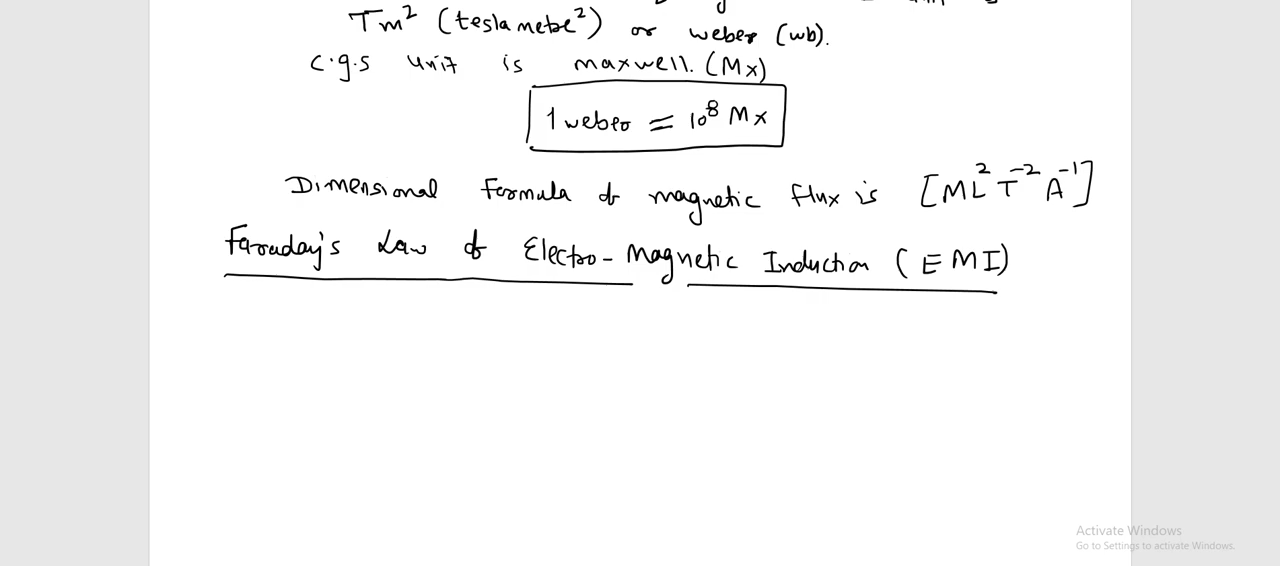 Tm² (teslametre²) or weber (wb).
c.g.s unit is maxwell. (Mx)
1 weber = 10⁸ Mx
Dimensional Formula of magnetic flux is [ML²T⁻²A⁻¹]
Faraday's Law of Electro-Magnetic Induction (EMI)
Activate Windows
Go to Settings to activate Windows.